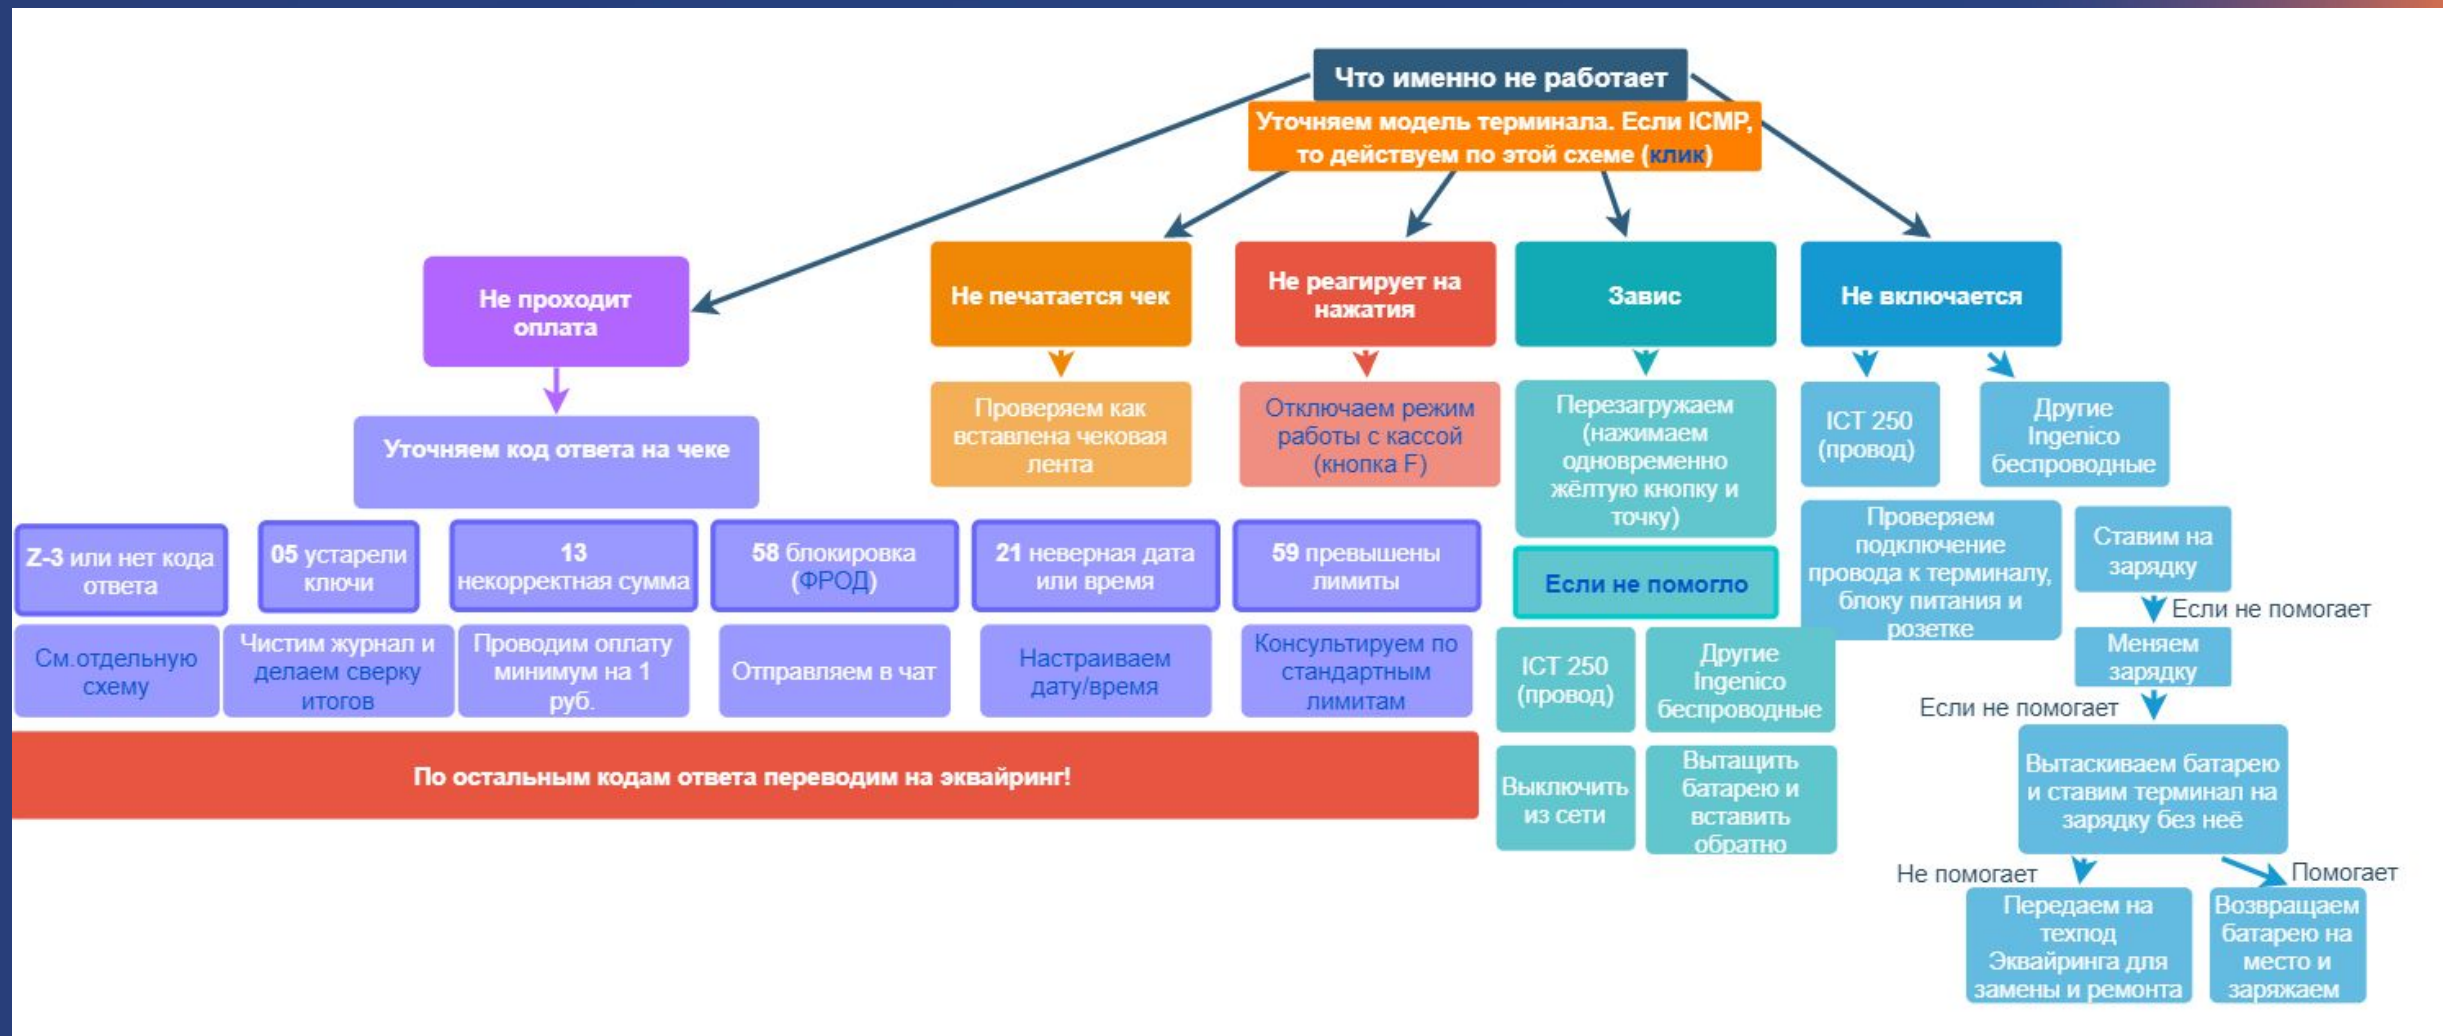 Что именно не работает
Уточняем модель терминала. Если ICMP,
то действуем по этой схеме (клик)
Не проходит
оплата
Не печатается чек
Не реагирует на
нажатия
Завис
Не включается
Уточняем код ответа на чеке
Проверяем как
вставлена чековая
лента
Отключаем режим
работы с кассой
(кнопка F)
Перезагружаем
(нажимаем
одновременно
жёлтую кнопку и
точку)
ICT 250
(провод)
Другие
Ingenico
беспроводные
Z-3 или нет кода
ответа
05 устарели
ключи
13
некорректная сумма
58 блокировка
(ФРОД)
21 неверная дата
или время
59 превышены
лимиты
Если не помогло
Проверяем
подключение
провода к терминалу,
блоку питания и
розетке
Ставим на
зарядку
Если не помогает
См.отдельную
схему
Чистим журнал и
делаем сверку
итогов
Проводим оплату
минимум на 1
руб.
Отправляем в чат
Настраиваем
дату/время
Консультируем по
стандартным
лимитам
ICT 250
(провод)
Другие
Ingenico
беспроводные
Меняем
зарядку
Если не помогает
По остальным кодам ответа переводим на эквайринг!
Выключить
из сети
Вытащить
батарею и
вставить
обратно
Вытаскиваем батарею
и ставим терминал на
зарядку без неё
Не помогает
Помогает
Передаем на
техпод
Эквайринга для
замены и ремонта
Возвращаем
батарею на
место и
заряжаем